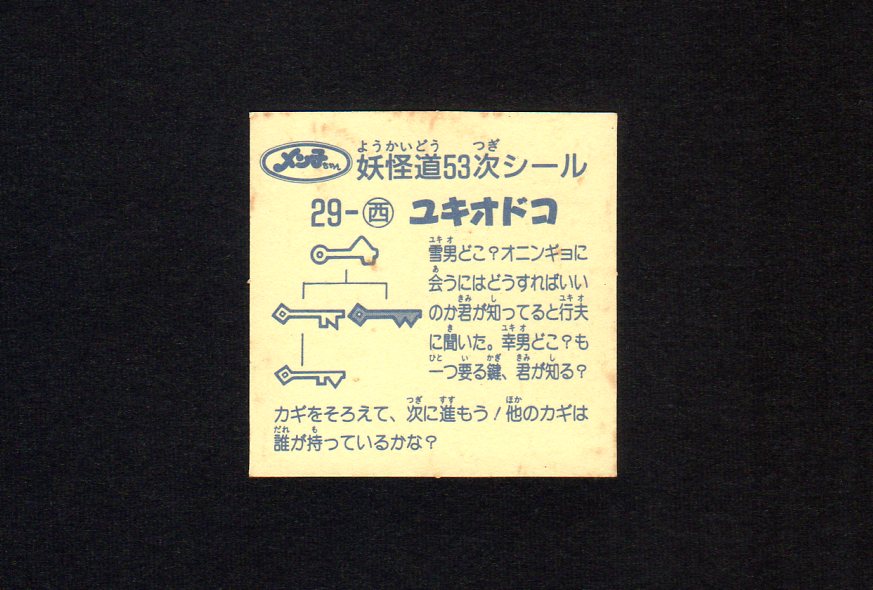 メン子ちゃん
ようかいどう つぎ
妖怪道53次シール
29-㊄ ユキオドコ
ユキオ
雪男どこ?オニンギョに
あ
会うにはどうすればいい
きみ し ユキオ
のか君が知ってると行夫
き ユキオ
に聞いた。幸男どこ?も
ひと い かぎ きみ し
一つ要る鍵、君が知る?
つぎ すす ほか
カギをそろえて、次に進もう!他のカギは
だれ も
誰が持っているかな?